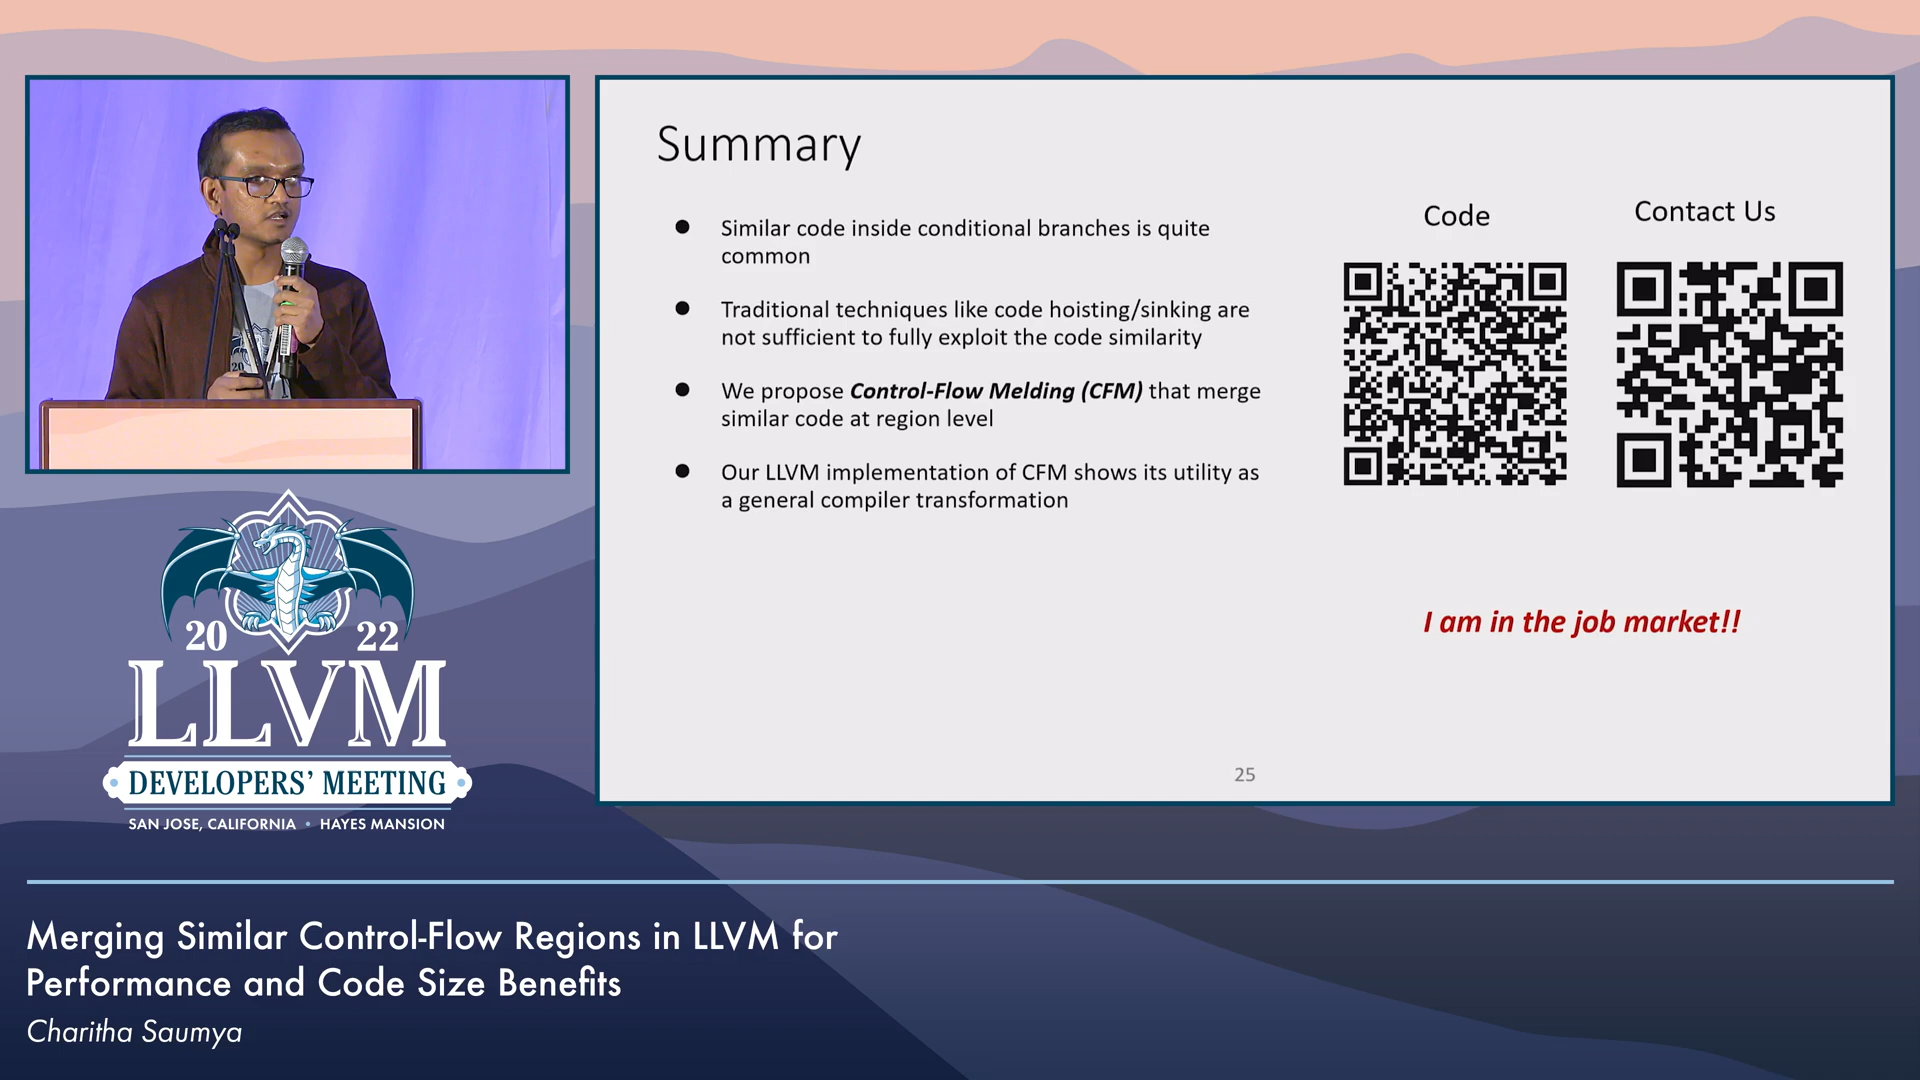 Summary
Similar code inside conditional branches is quite
common
Traditional techniques like code hoisting/sinking are
not sufficient to fully exploit the code similarity
We propose Control-Flow Melding (CFM) that merge
similar code at region level
Our LLVM implementation of CFM shows its utility as
a general compiler transformation
Code
Contact Us
I am in the job market!!
25
20 22
LLVM
DEVELOPERS' MEETING
SAN JOSE, CALIFORNIA • HAYES MANSION
Merging Similar Control-Flow Regions in LLVM for
Performance and Code Size Benefits
Charitha Saumya
20